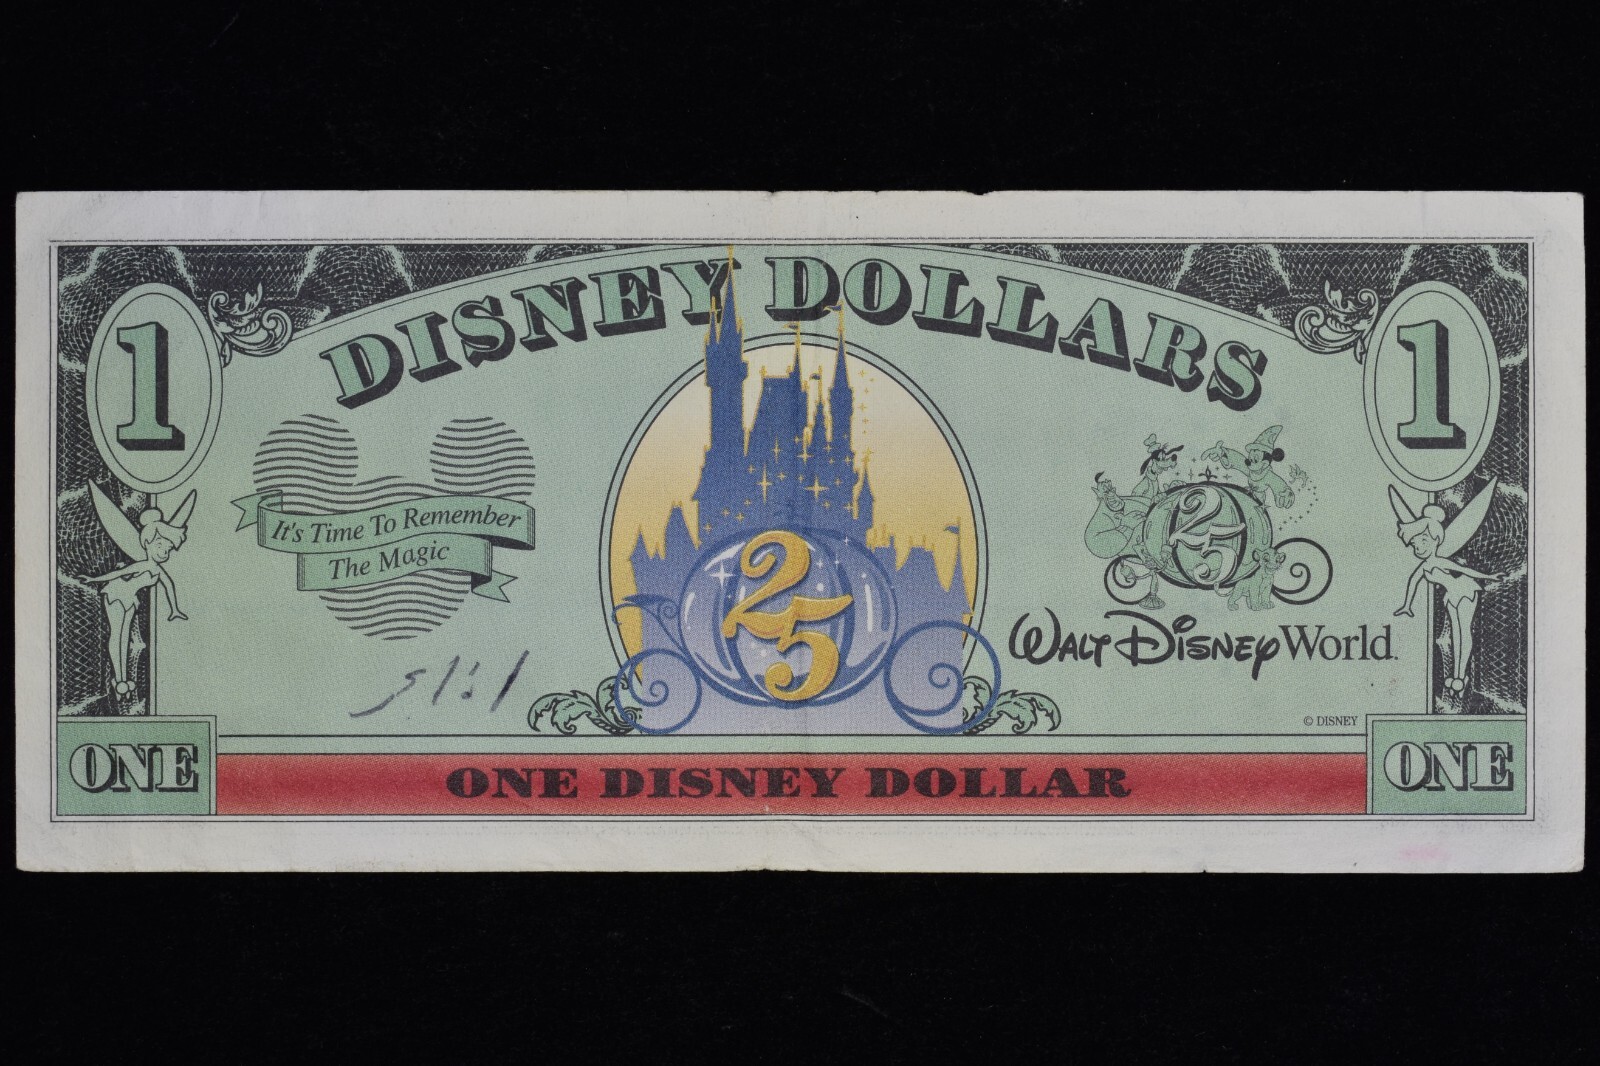 DISNEY DOLLARS
1
1
It's Time To Remember
The Magic
25
25
WALT DISNEY World.
© DISNEY
ONE
ONE DISNEY DOLLAR
ONE